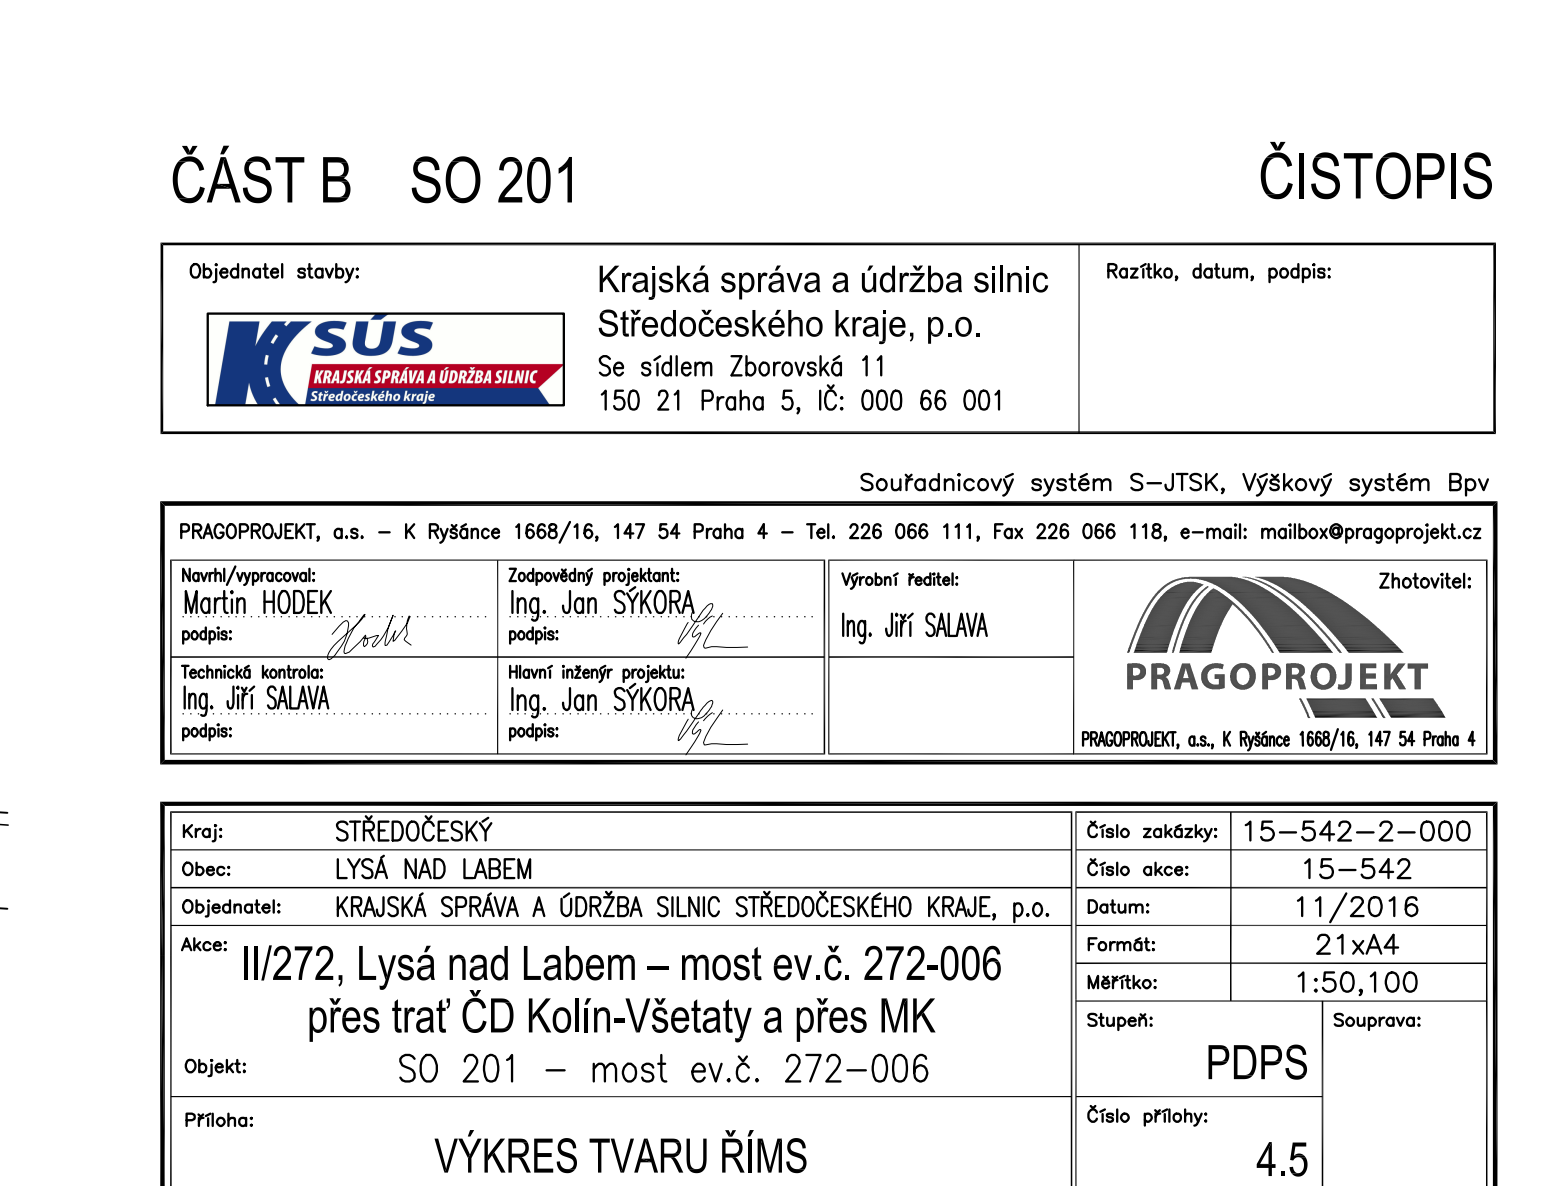 ČÁST B SO 201
ČISTOPIS
Objednatel stavby:
KSÚS
KRAJSKÁ SPRÁVA A ÚDRŽBA SILNIC
Středočeského kraje
Krajská správa a údržba silnic
Středočeského kraje, p.o.
Se sídlem Zborovská 11
150 21 Praha 5, IČ: 000 66 001
Razítko, datum, podpis:
Souřadnicový systém S-JTSK, Výškový systém Bpv
PRAGOPROJEKT, a.s. – K Ryšánce 1668/16, 147 54 Praha 4 – Tel. 226 066 111, Fax 226 066 118, e-mail: mailbox@pragoprojekt.cz
Navrhl/vypracoval:
Martin HODEK
podpis: Hodek
Zodpovědný projektant:
Ing. Jan SÝKORA
podpis:
Výrobní ředitel:
Ing. Jiří SALAVA
Technická kontrola:
Ing. Jiří SALAVA
podpis:
Hlavní inženýr projektu:
Ing. Jan SÝKORA
podpis:
Zhotovitel:
PRAGOPROJEKT
PRAGOPROJEKT, a.s., K Ryšánce 1668/16, 147 54 Praha 4
Kraj: STŘEDOČESKÝ
Obec: LYSÁ NAD LABEM
Objednatel: KRAJSKÁ SPRÁVA A ÚDRŽBA SILNIC STŘEDOČESKÉHO KRAJE, p.o.
Akce: II/272, Lysá nad Labem – most ev.č. 272-006
přes trať ČD Kolín-Všetaty a přes MK
Objekt: SO 201 – most ev.č. 272-006
Příloha:
VÝKRES TVARU ŘÍMS
Číslo zakázky: 15-542-2-000
Číslo akce: 15-542
Datum: 11/2016
Formát: 21xA4
Měřítko: 1:50,100
Stupeň:
PDPS
Souprava:
Číslo přílohy:
4.5